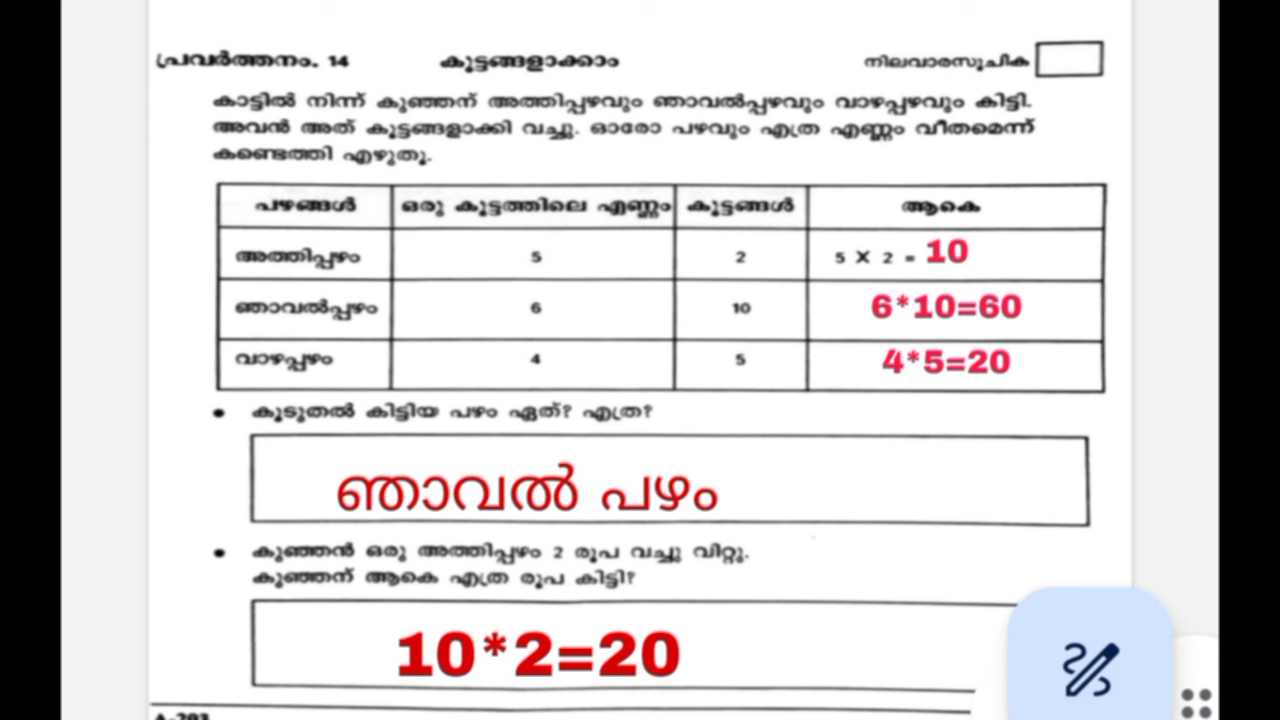 പ്രവർത്തനം. 14 കൂട്ടങ്ങളാക്കാം നിലവാരസൂചിക
കാട്ടിൽ നിന്ന് കുഞ്ഞന് അത്തിപ്പഴവും ഞാവൽപ്പഴവും വാഴപ്പഴവും കിട്ടി.
അവൻ അത് കൂട്ടങ്ങളാക്കി വച്ചു. ഓരോ പഴവും എത്ര എണ്ണം വീതമെന്ന്
കണ്ടെത്തി എഴുതൂ.
പഴങ്ങൾ ഒരു കൂട്ടത്തിലെ എണ്ണം കൂട്ടങ്ങൾ ആകെ
അത്തിപ്പഴം 5 2 5 X 2 = 10
ഞാവൽപ്പഴം 6 10 6*10=60
വാഴപ്പഴം 4 5 4*5=20
• കൂടുതൽ കിട്ടിയ പഴം ഏത്? എത്ര?
ഞാവൽ പഴം
• കുഞ്ഞൻ ഒരു അത്തിപ്പഴം 2 രൂപ വച്ചു വിറ്റു.
കുഞ്ഞന് ആകെ എത്ര രൂപ കിട്ടി?
10*2=20